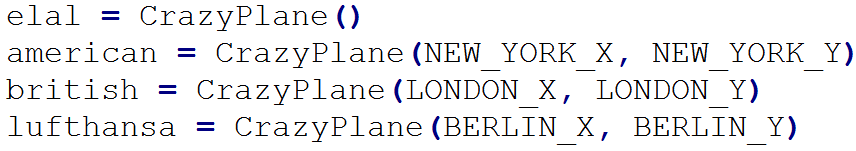 elal = CrazyPlane()
american = CrazyPlane(NEW_YORK_X, NEW_YORK_Y)
british = CrazyPlane(LONDON_X, LONDON_Y)
lufthansa = CrazyPlane(BERLIN_X, BERLIN_Y)